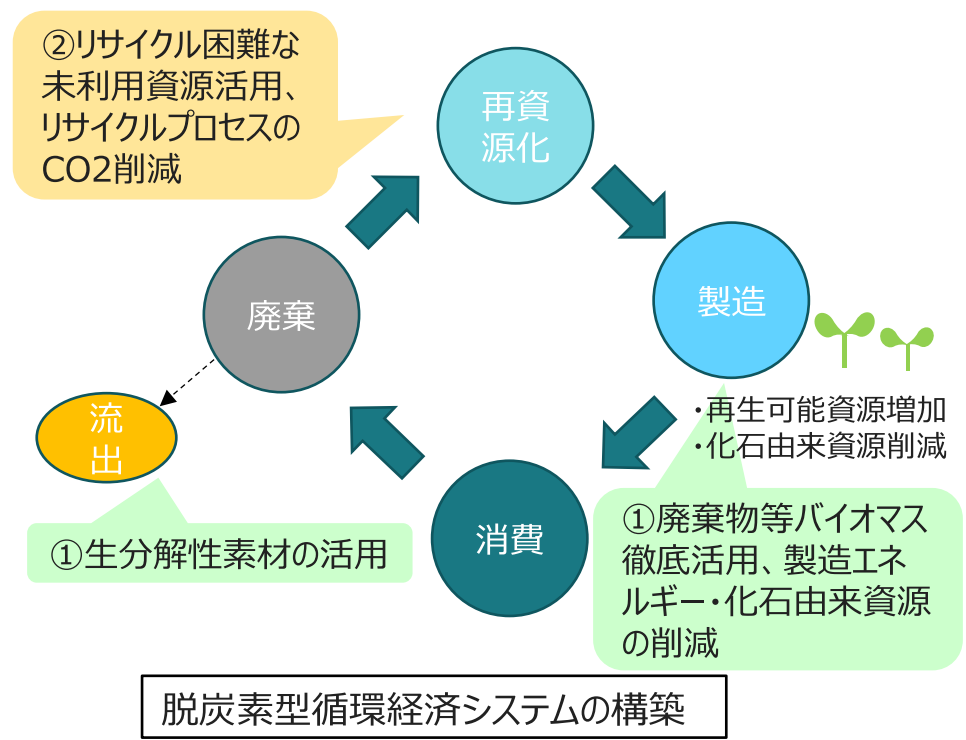 ②リサイクル困難な
未利用資源活用、
リサイクルプロセスの
CO2削減
再資
源化
廃棄
製造
流
出
・再生可能資源増加
・化石由来資源削減
①生分解性素材の活用
消費
①廃棄物等バイオマス
徹底活用、製造エネ
ルギー・化石由来資源
の削減
脱炭素型循環経済システムの構築